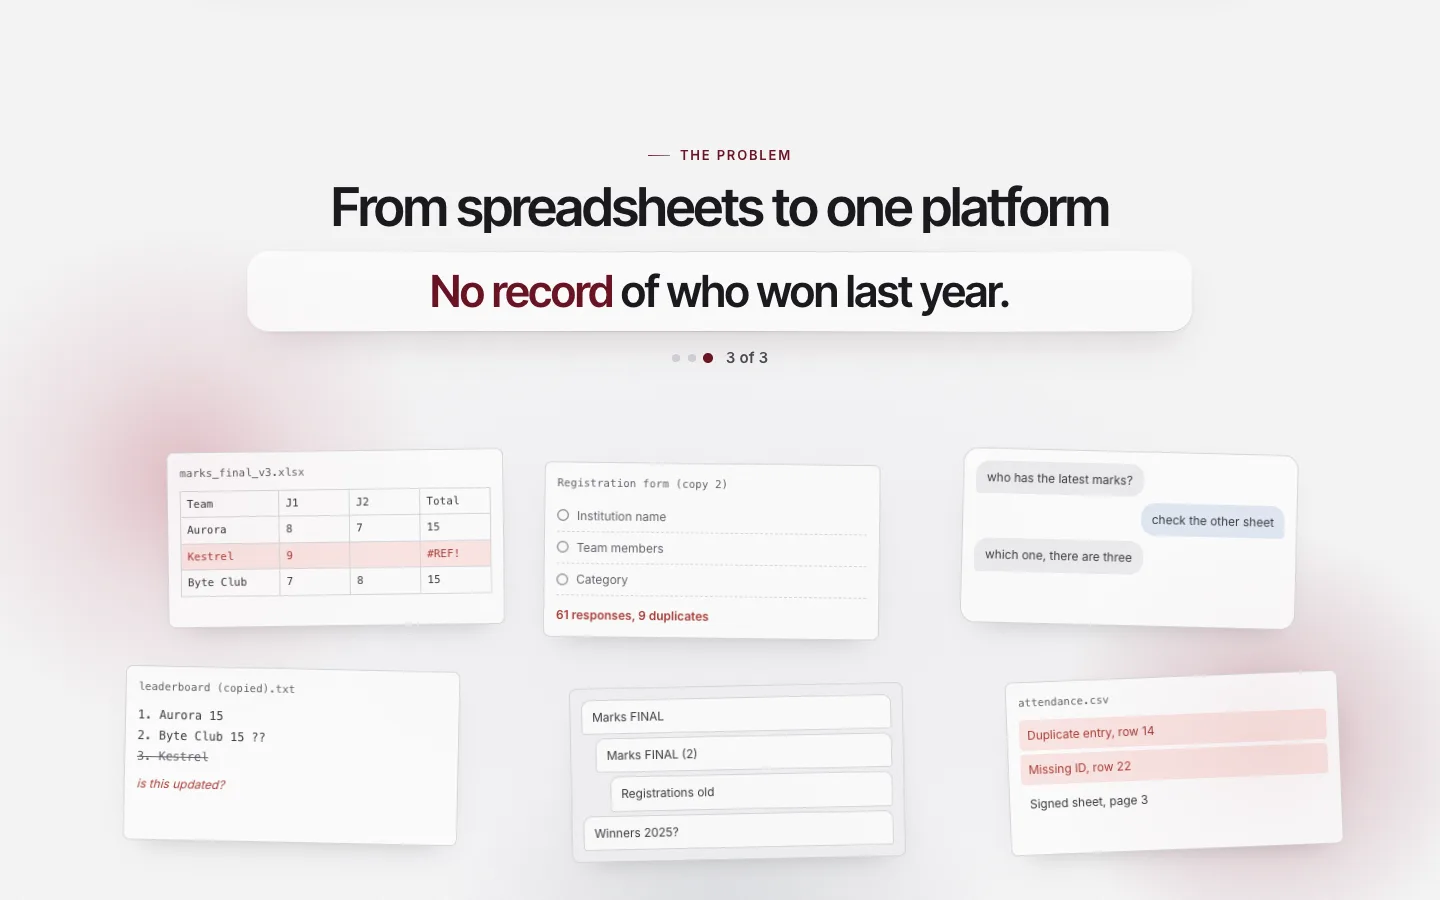 THE PROBLEM
From spreadsheets to one platform
No record of who won last year.
3 of 3
marks_final_v3.xlsx
Team J1 J2 Total
Aurora 8 7 15
Kestrel 9 #REF!
Byte Club 7 8 15
Registration form (copy 2)
Institution name
Team members
Category
61 responses, 9 duplicates
who has the latest marks?
check the other sheet
which one, there are three
leaderboard (copied).txt
1. Aurora 15
2. Byte Club 15 ??
3. Kestrel
is this updated?
Marks FINAL
Marks FINAL (2)
Registrations old
Winners 2025?
attendance.csv
Duplicate entry, row 14
Missing ID, row 22
Signed sheet, page 3